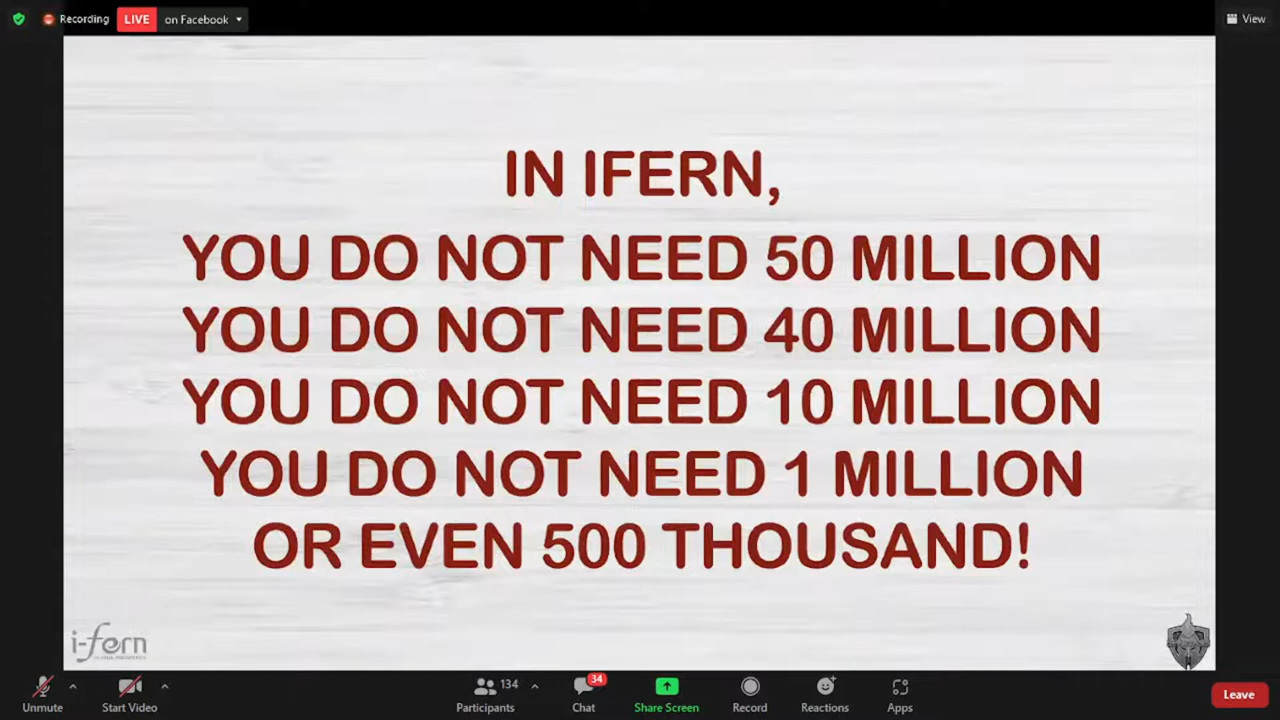 Recording
LIVE
on Facebook
View
IN IFERN,
YOU DO NOT NEED 50 MILLION
YOU DO NOT NEED 40 MILLION
YOU DO NOT NEED 10 MILLION
YOU DO NOT NEED 1 MILLION
OR EVEN 500 THOUSAND!
i-fern
134
34
Unmute
Start Video
Participants
Chat
Share Screen
Record
Reactions
Apps
Leave